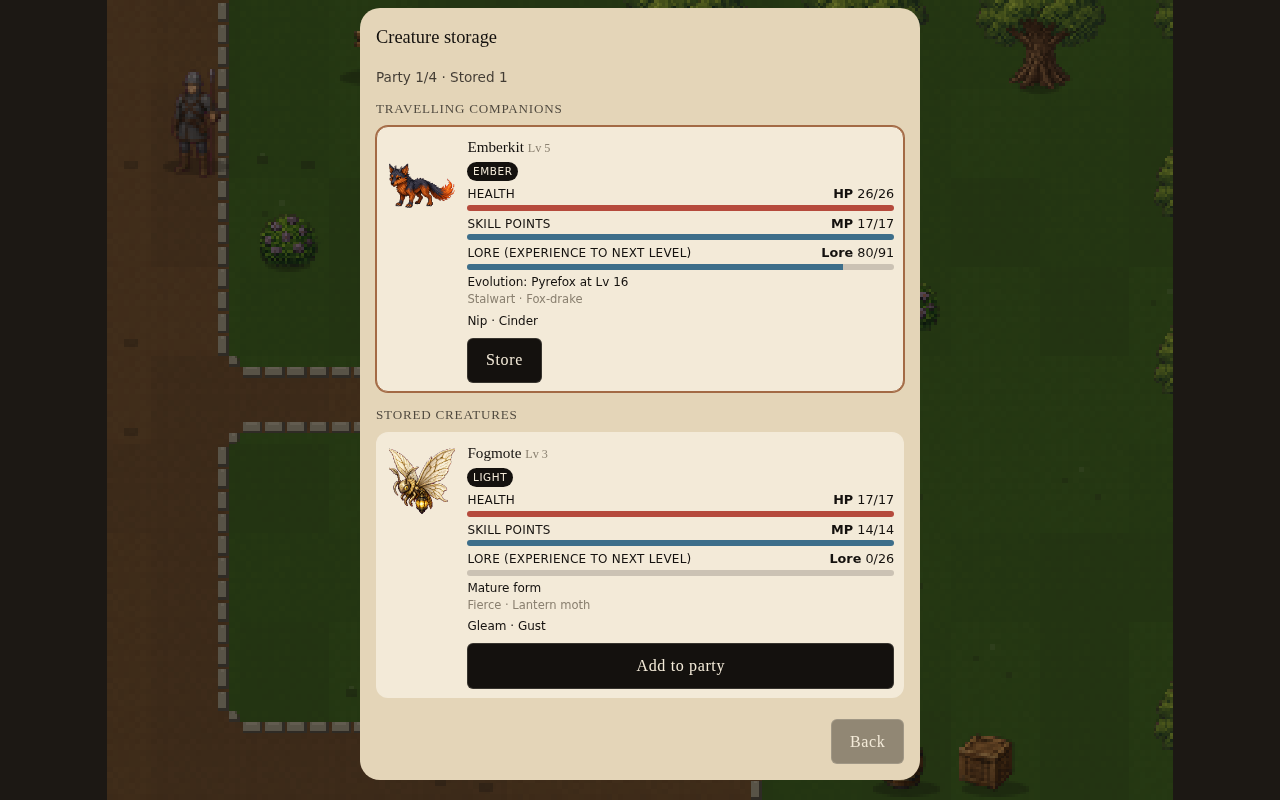 Creature storage
Party 1/4 · Stored 1
TRAVELLING COMPANIONS
Emberkit Lv 5
EMBER
HEALTH HP 26/26
SKILL POINTS MP 17/17
LORE (EXPERIENCE TO NEXT LEVEL) Lore 80/91
Evolution: Pyrefox at Lv 16
Stalwart · Fox-drake
Nip · Cinder
Store
STORED CREATURES
Fogmote Lv 3
LIGHT
HEALTH HP 17/17
SKILL POINTS MP 14/14
LORE (EXPERIENCE TO NEXT LEVEL) Lore 0/26
Mature form
Fierce · Lantern moth
Gleam · Gust
Add to party
Back